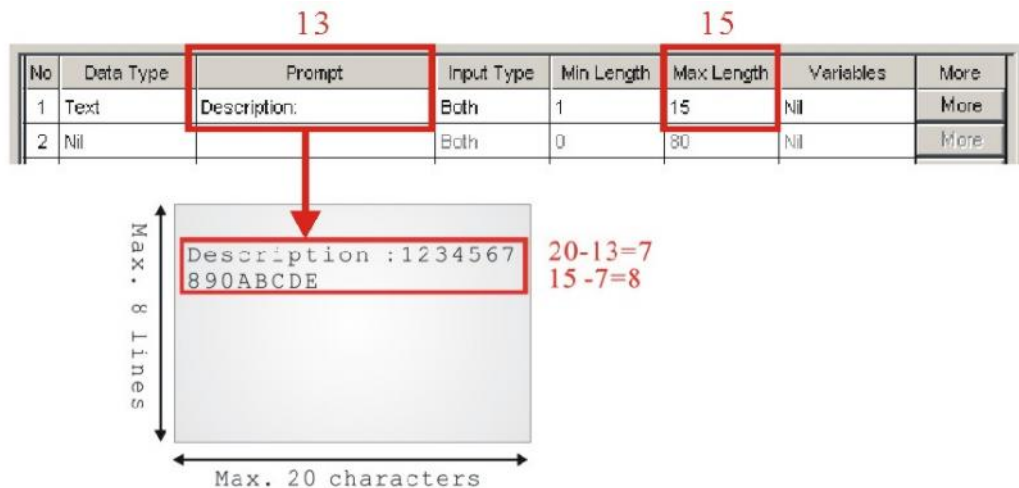 13 15
No Data Type Prompt Input Type Min Length Max Length Variables More
1 Text Description: Both 1 15 Nil More
2 Nil Both 0 80 Nil More
Max. 8 lines
Description :1234567
890ABCDE
20-13=7
15 -7=8
Max. 20 characters